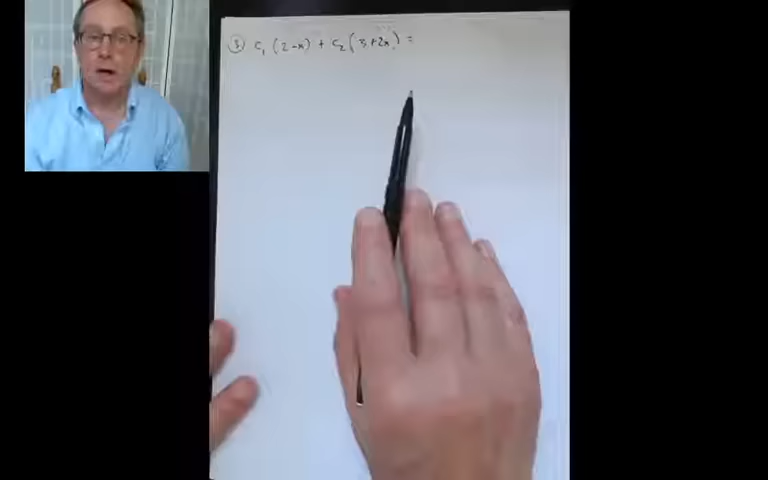 ③ c₁ (2-x) + c₂ (3+2x) =